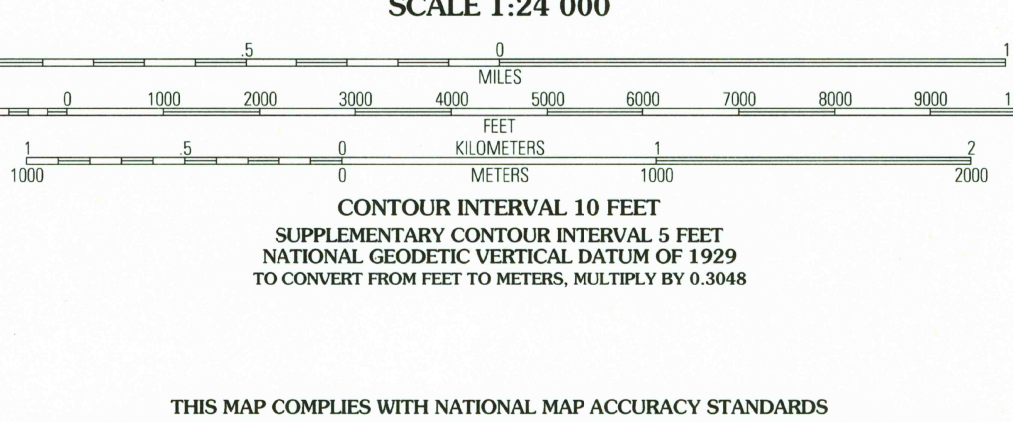 SCALE 1:24 000
.5 0 1
MILES
0 1000 2000 3000 4000 5000 6000 7000 8000 9000 1
FEET
1 .5 0 KILOMETERS 1 2
1000 0 METERS 1000 2000
CONTOUR INTERVAL 10 FEET
SUPPLEMENTARY CONTOUR INTERVAL 5 FEET
NATIONAL GEODETIC VERTICAL DATUM OF 1929
TO CONVERT FROM FEET TO METERS, MULTIPLY BY 0.3048
THIS MAP COMPLIES WITH NATIONAL MAP ACCURACY STANDARDS